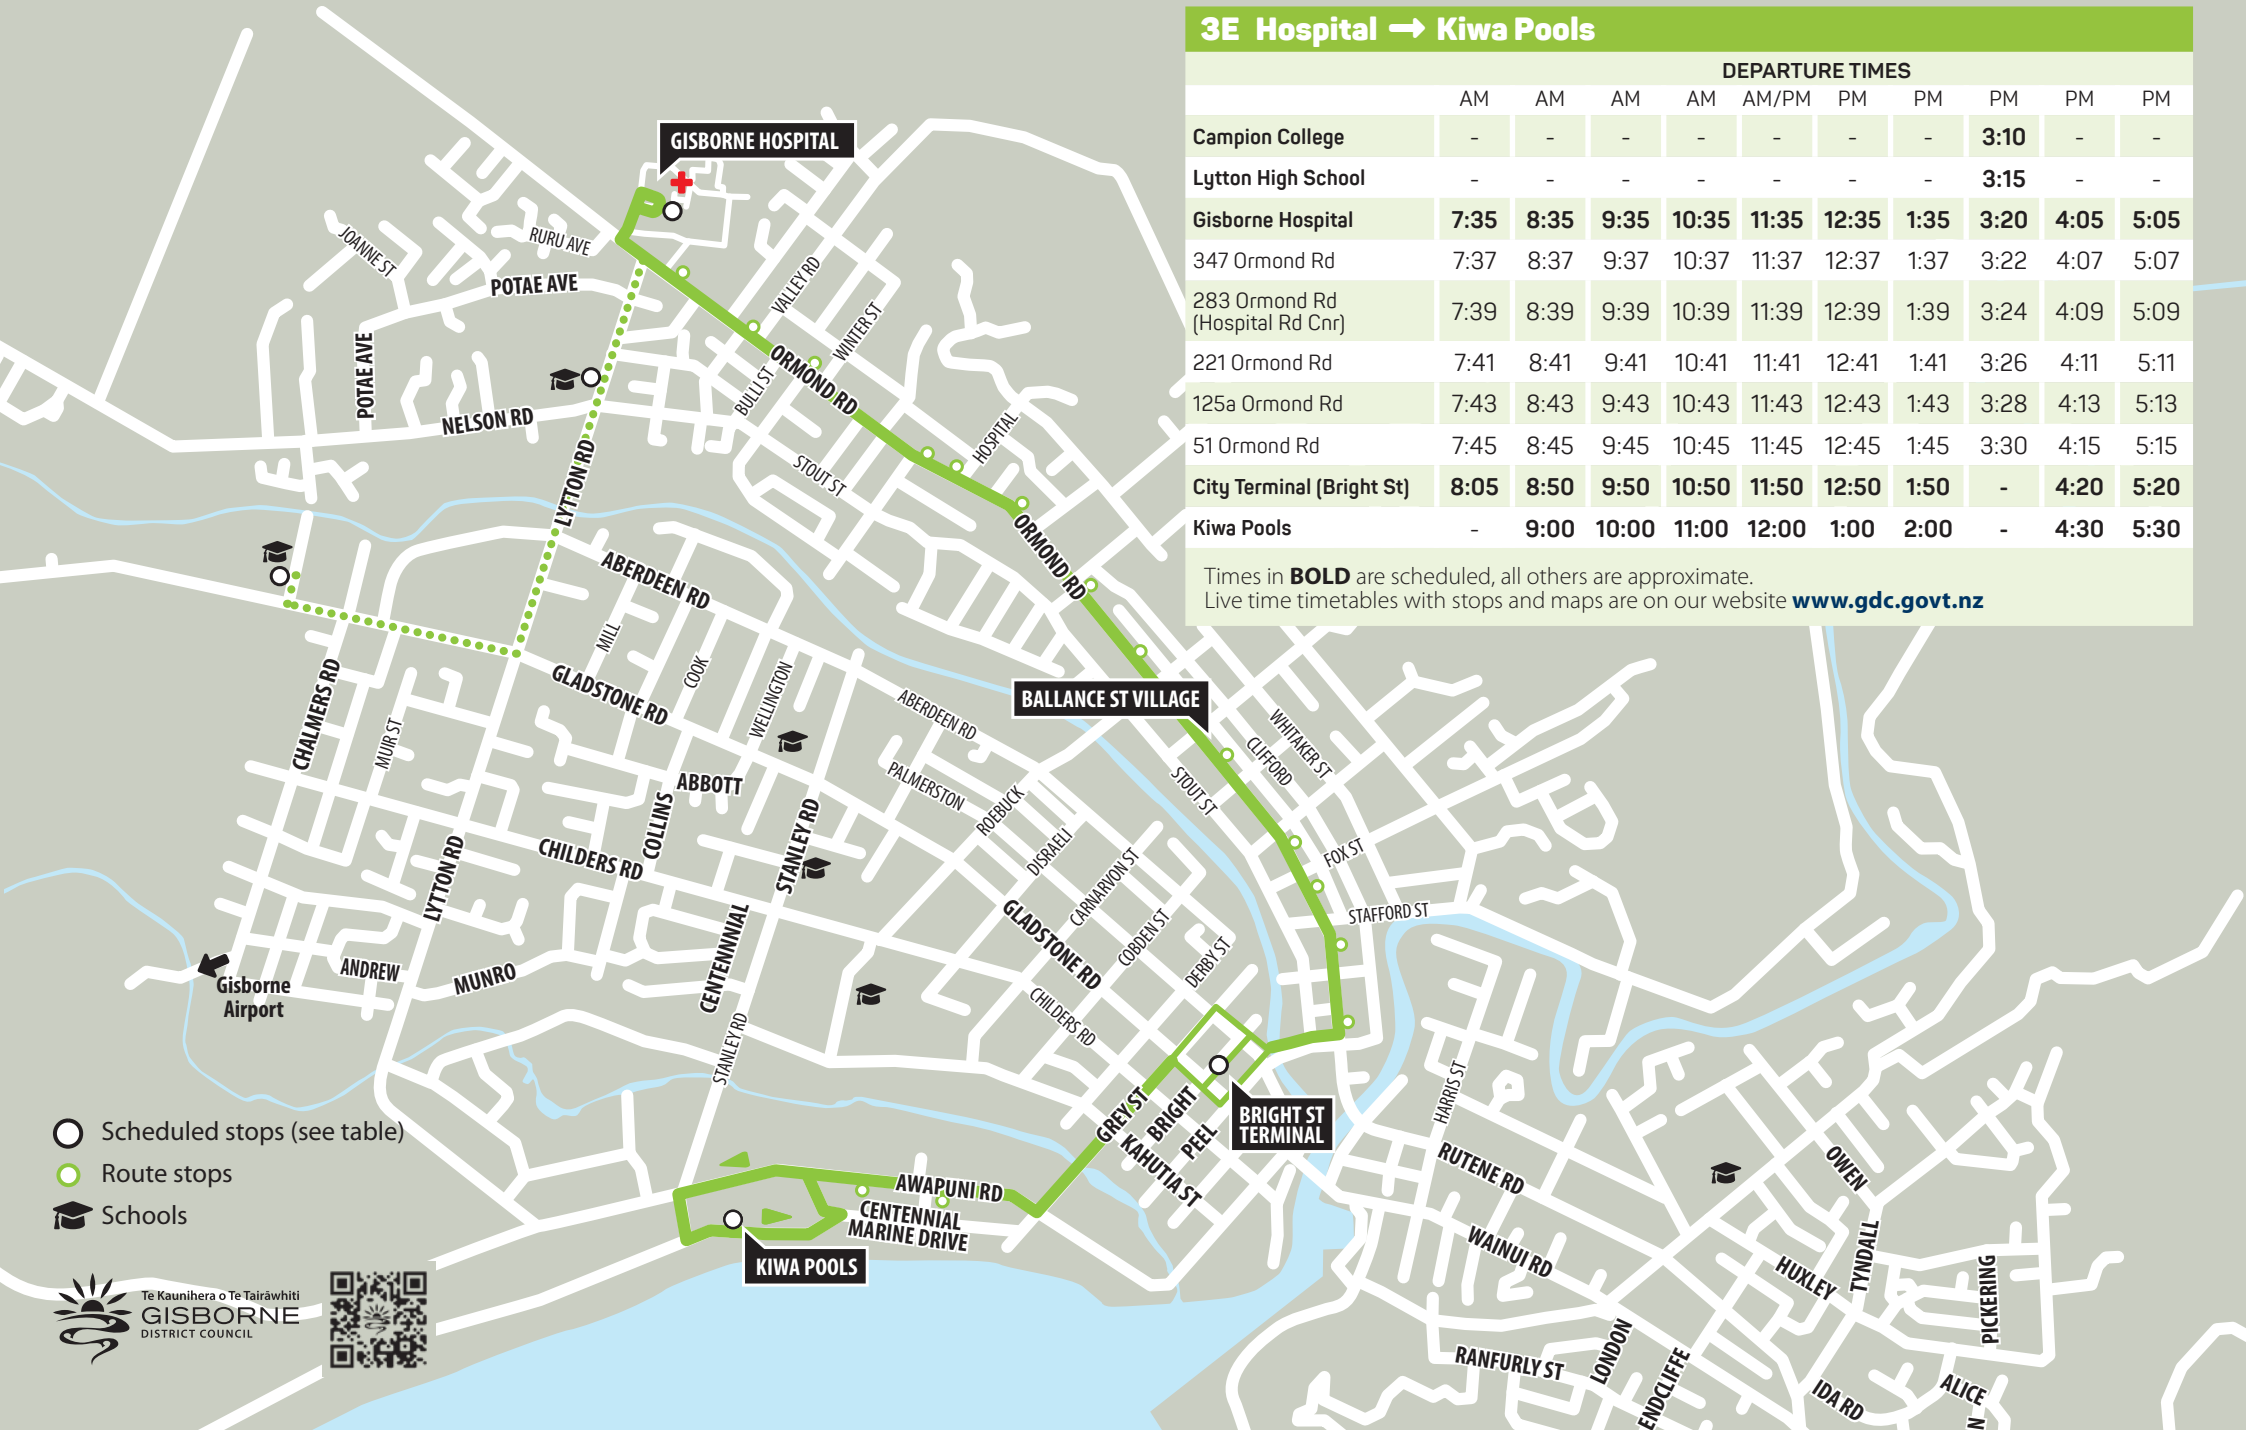 3E Hospital → Kiwa Pools
DEPARTURE TIMES
AM AM AM AM AM/PM PM PM PM PM PM
Campion College - - - - - - - 3:10 - -
Lytton High School - - - - - - - 3:15 - -
Gisborne Hospital 7:35 8:35 9:35 10:35 11:35 12:35 1:35 3:20 4:05 5:05
347 Ormond Rd 7:37 8:37 9:37 10:37 11:37 12:37 1:37 3:22 4:07 5:07
283 Ormond Rd
(Hospital Rd Cnr) 7:39 8:39 9:39 10:39 11:39 12:39 1:39 3:24 4:09 5:09
221 Ormond Rd 7:41 8:41 9:41 10:41 11:41 12:41 1:41 3:26 4:11 5:11
125a Ormond Rd 7:43 8:43 9:43 10:43 11:43 12:43 1:43 3:28 4:13 5:13
51 Ormond Rd 7:45 8:45 9:45 10:45 11:45 12:45 1:45 3:30 4:15 5:15
City Terminal (Bright St) 8:05 8:50 9:50 10:50 11:50 12:50 1:50 - 4:20 5:20
Kiwa Pools - 9:00 10:00 11:00 12:00 1:00 2:00 - 4:30 5:30
Times in BOLD are scheduled, all others are approximate.
Live time timetables with stops and maps are on our website www.gdc.govt.nz
GISBORNE HOSPITAL
JOANNE ST
RURU AVE
POTAE AVE
VALLEY RD
WINTER ST
POTAE AVE
BULLI ST
ORMOND RD
NELSON RD
HOSPITAL
LYTTON RD
STOUT ST
ORMOND RD
ABERDEEN RD
MILL
COOK
WELLINGTON
CHALMERS RD
MUIR ST
GLADSTONE RD
ABERDEEN RD
BALLANCE ST VILLAGE
WHITAKER ST
CLIFFORD
STOUT ST
ABBOTT
PALMERSTON
ROEBUCK
DISRAELI
COLLINS
STANLEY RD
CHILDERS RD
LYTTON RD
CARNARVON ST
FOX ST
STAFFORD ST
GLADSTONE RD
COBDEN ST
DERBY ST
CENTENNIAL
ANDREW
MUNRO
Gisborne
Airport
CHILDERS RD
STANLEY RD
HARRIS ST
GREY ST
BRIGHT
PEEL
KAHUTIA ST
BRIGHT ST
TERMINAL
RUTENE RD
OWEN
AWAPUNI RD
CENTENNIAL
MARINE DRIVE
KIWA POOLS
WAINUI RD
HUXLEY
TYNDALL
PICKERING
RANFURLY ST
LONDON
ENDCLIFFE
IDA RD
ALICE
N
Scheduled stops (see table)
Route stops
Schools
Te Kaunihera o Te Tairāwhiti
GISBORNE
DISTRICT COUNCIL